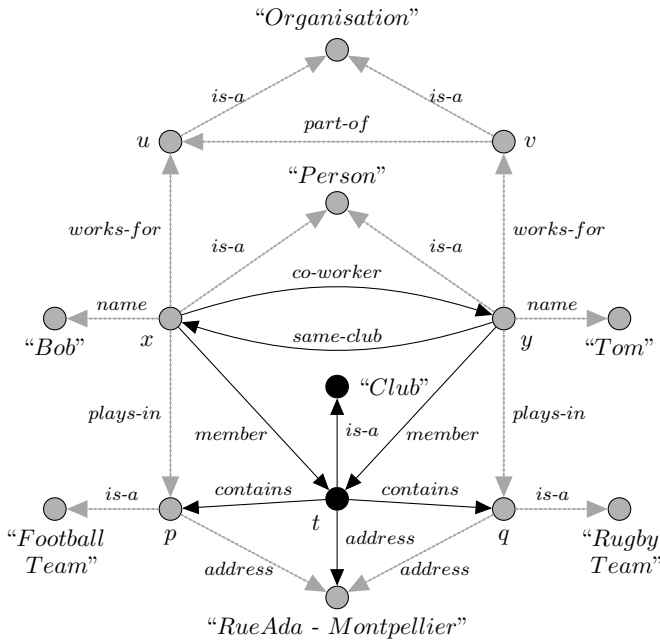 “Organisation”
is-a
is-a
part-of
u
v
“Person”
works-for
is-a
is-a
works-for
co-worker
name
name
“Bob”
x
same-club
y
“Tom”
“Club”
plays-in
plays-in
member
is-a
member
is-a
contains
contains
is-a
“Football
Team”
p
t
address
q
“Rugby
Team”
address
address
“RueAda - Montpellier”